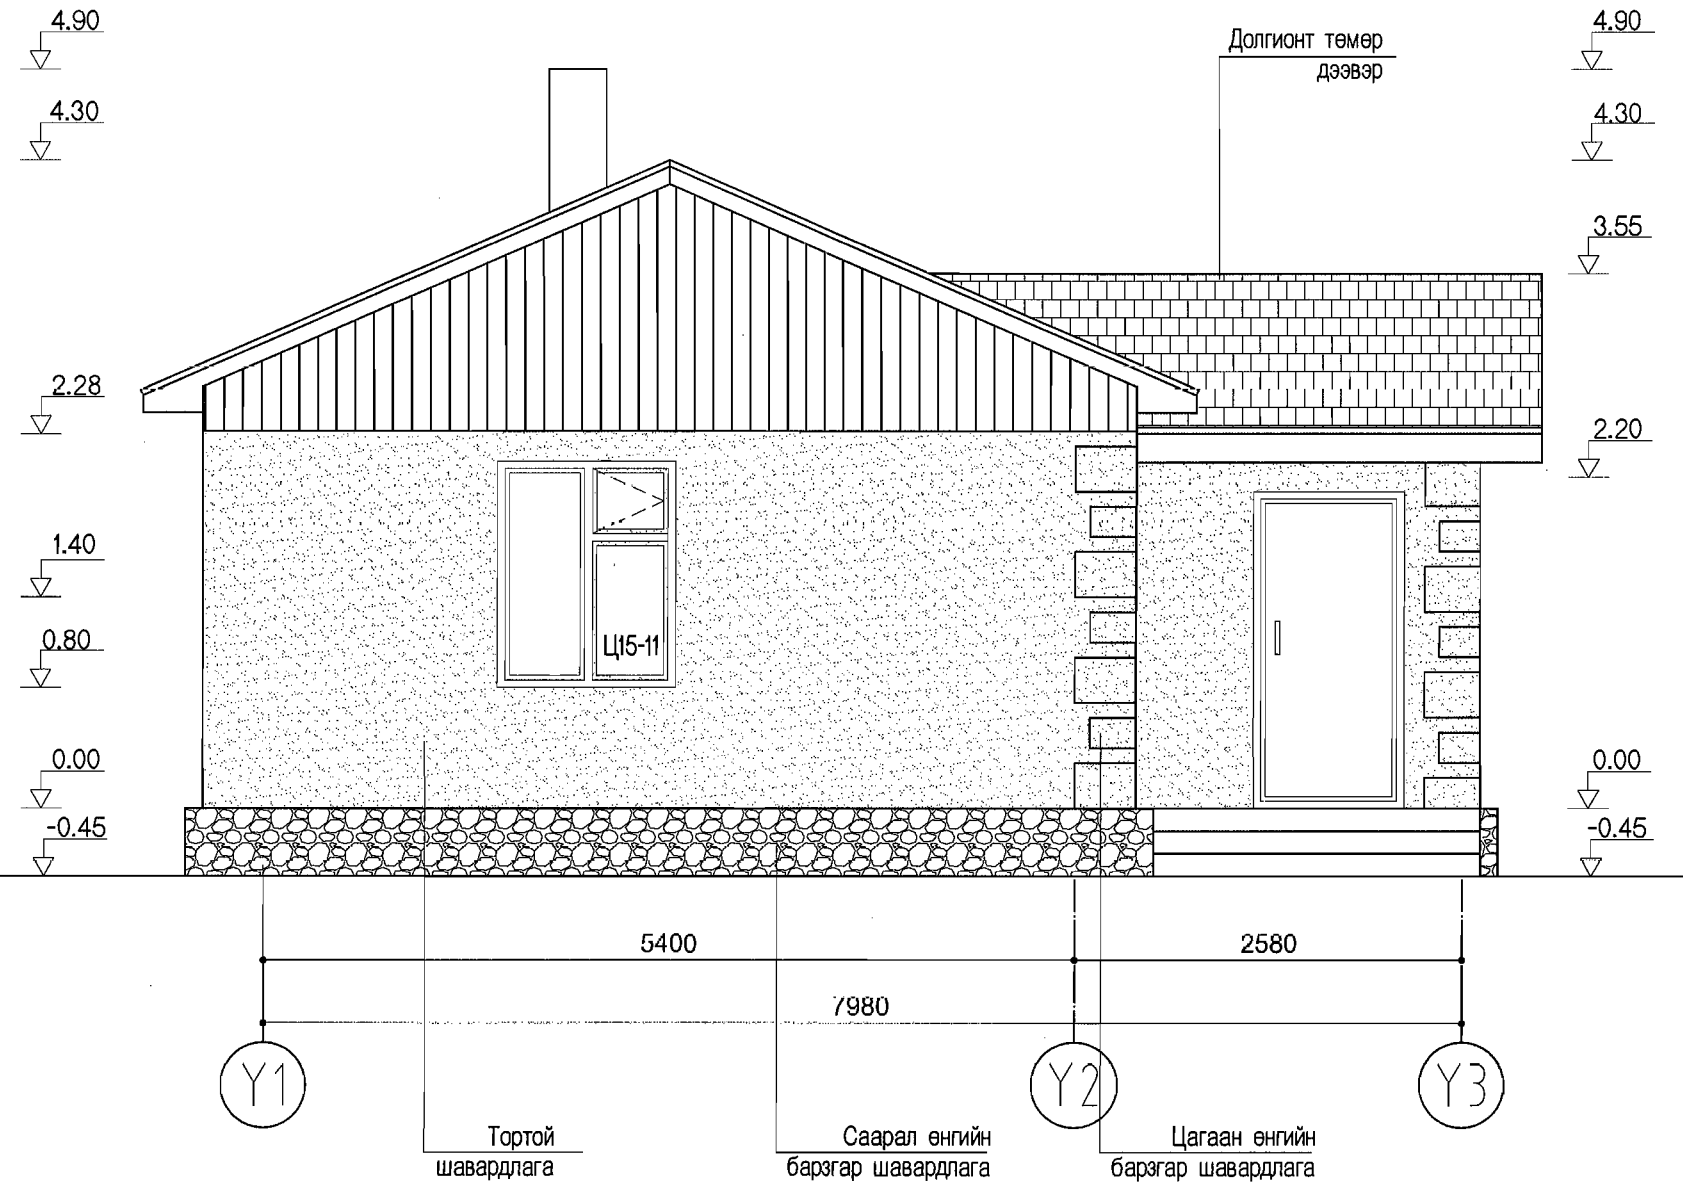 4.90
4.30
2.28
1.40
0.80
0.00
-0.45
Долгионт төмөр
дээвэр
4.90
4.30
3.55
2.20
0.00
-0.45
Ц15-11
5400
2580
7980
Y1
Y2
Y3
Тортой
шавардлага
Саарал өнгийн
барзгар шавардлага
Цагаан өнгийн
барзгар шавардлага